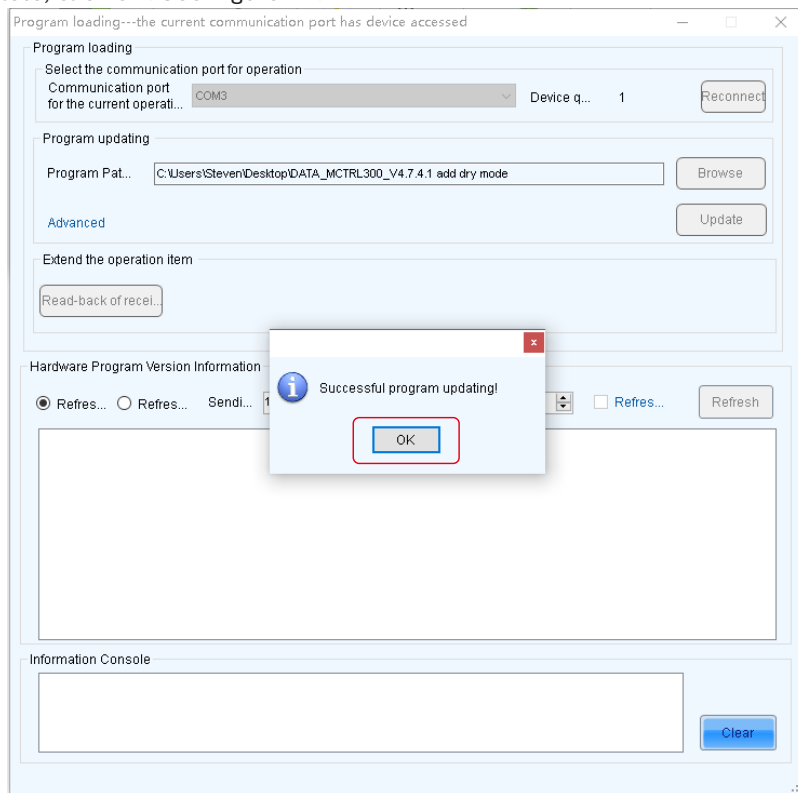 Program loading---the current communication port has device accessed
Program loading
Select the communication port for operation
Communication port
for the current operati...
COM3
Device q...
1
Reconnect
Program updating
Program Pat...
C:\Users\Steven\Desktop\DATA_MCTRL300_V4.7.4.1 add dry mode
Browse
Advanced
Update
Extend the operation item
Read-back of recei...
Successful program updating!
OK
Hardware Program Version Information
Refres...
Refres...
Sendi...
1
Refres...
Refresh
Information Console
Clear